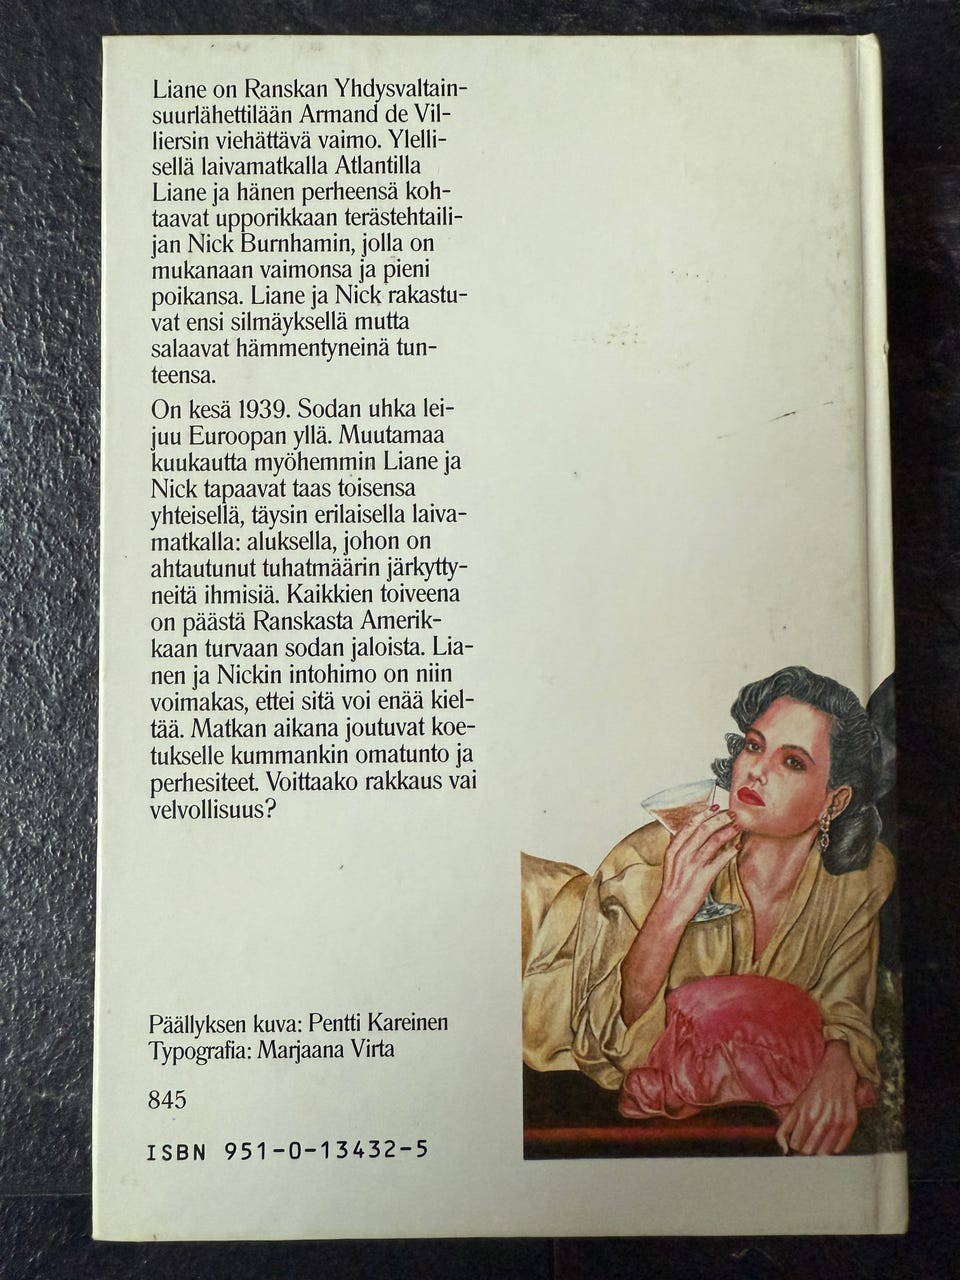 Liane on Ranskan Yhdysvaltain-
suurlähettilään Armand de Vil-
liersin viehättävä vaimo. Ylelli-
sellä laivamatkalla Atlantilla
Liane ja hänen perheensä koh-
taavat upporikkaan terästehtaili-
jan Nick Burnhamin, jolla on
mukanaan vaimonsa ja pieni
poikansa. Liane ja Nick rakastu-
vat ensi silmäyksellä mutta
salaavat hämmentyneinä tun-
teensa.
On kesä 1939. Sodan uhka lei-
juu Euroopan yllä. Muutamaa
kuukautta myöhemmin Liane ja
Nick tapaavat taas toisensa
yhteisellä, täysin erilaisella laiva-
matkalla: aluksella, johon on
ahtautunut tuhatmäärin järkytty-
neitä ihmisiä. Kaikkien toiveena
on päästä Ranskasta Amerik-
kaan turvaan sodan jaloista. Lia-
nen ja Nickin intohimo on niin
voimakas, ettei sitä voi enää kiel-
tää. Matkan aikana joutuvat koe-
tukselle kummankin omatunto ja
perhesiteet. Voittaako rakkaus vai
velvollisuus?
Päällyksen kuva: Pentti Kareinen
Typografia: Marjaana Virta
845
ISBN 951-0-13432-5